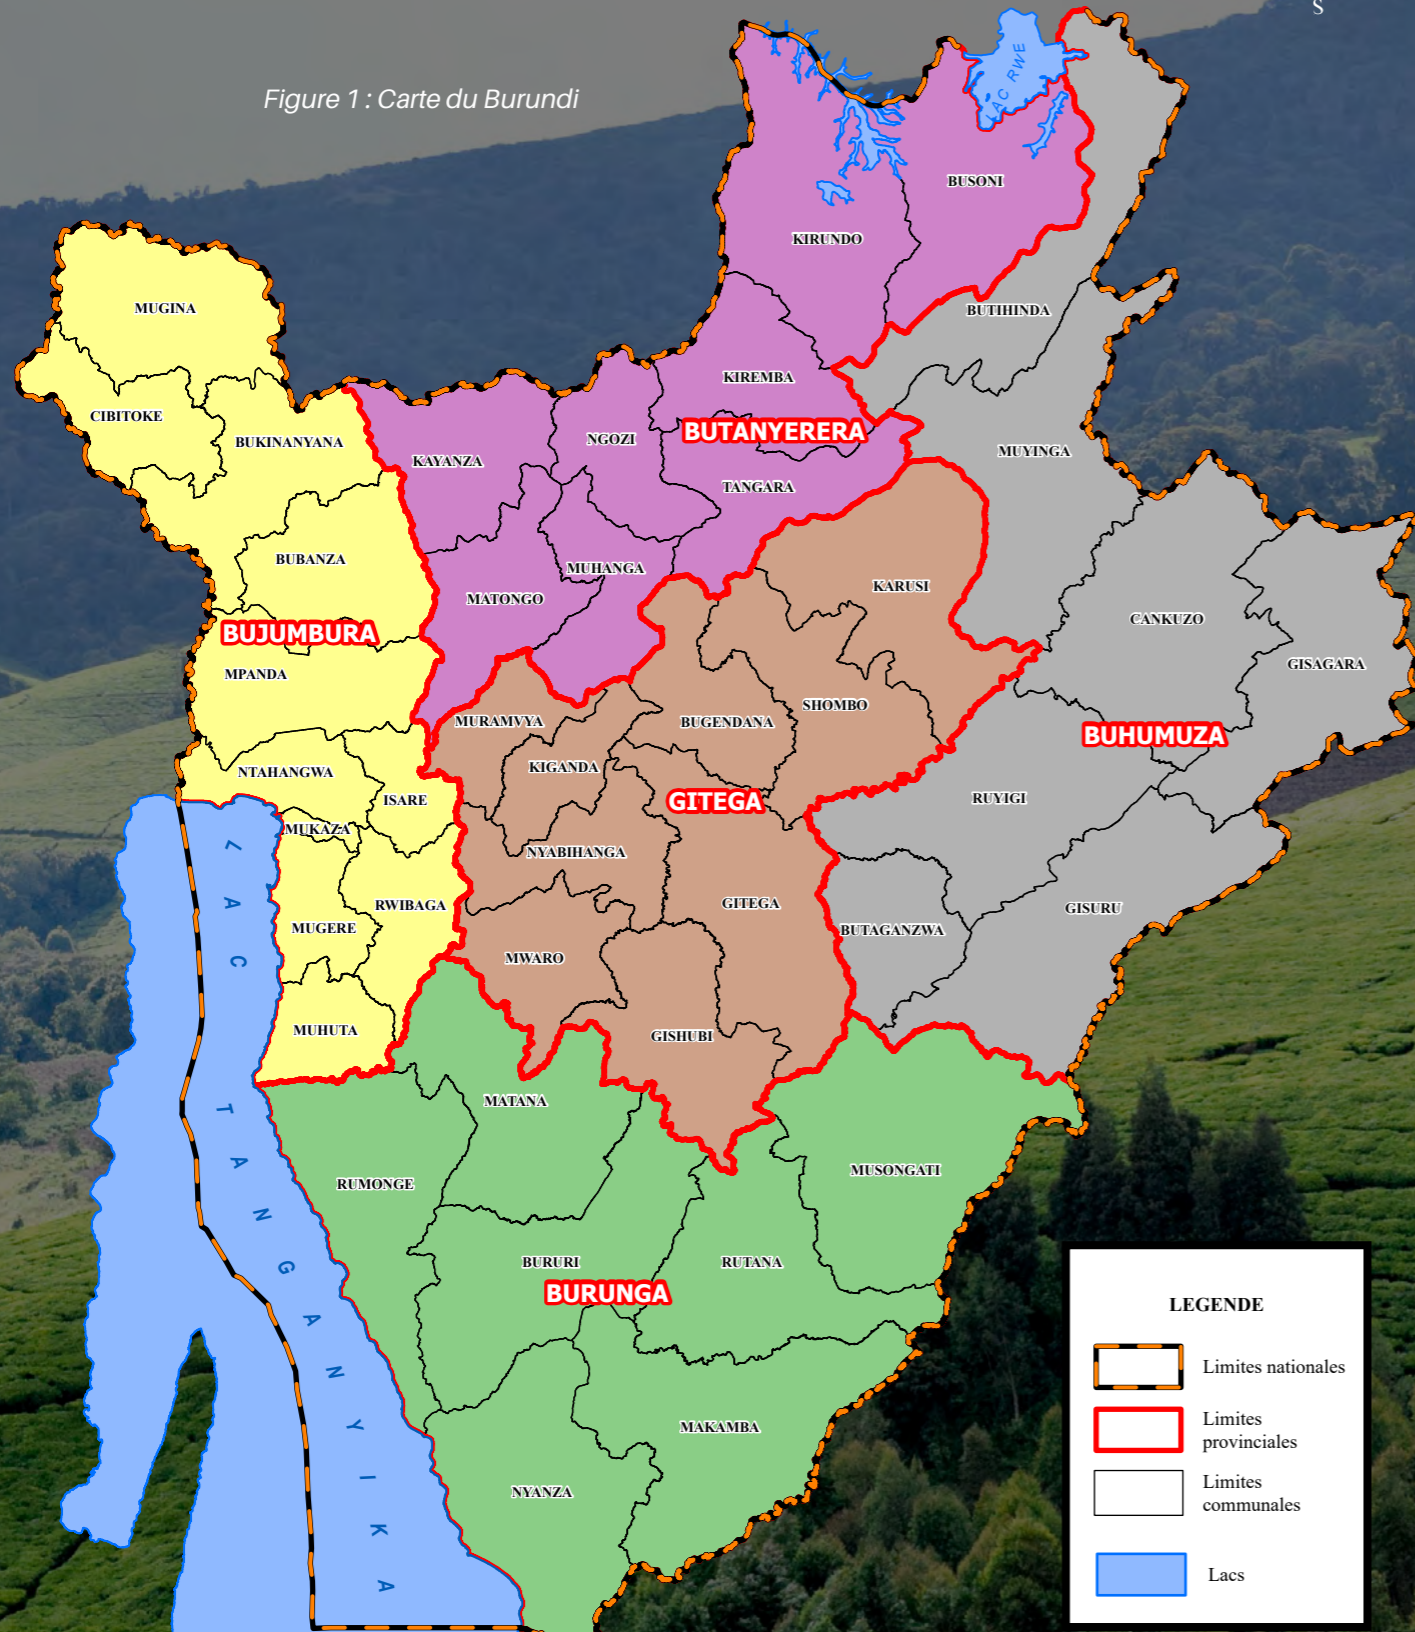 S
Figure 1 : Carte du Burundi
LAC RWE
BUSONI
KIRUNDO
MUGINA
BUTIHINDA
KIREMBA
CIBITOKE
BUKINANYANA
NGOZI
BUTANYERERA
KAYANZA
MUYINGA
TANGARA
BUBANZA
MUHANGA
KARUSI
MATONGO
CANKUZO
BUJUMBURA
GISAGARA
MPANDA
SHOMBO
MURAMVYA
BUGENDANA
BUHUMUZA
KIGANDA
NTAHANGWA
ISARE
GITEGA
RUYIGI
MUKAZA
NYABIHANGA
RWIBAGA
GITEGA
GISURU
MUGERE
BUTAGANZWA
MWARO
MUHUTA
GISHUBI
LAC TANGANYIKA
MATANA
MUSONGATI
RUMONGE
BURURI
RUTANA
BURUNGA
MAKAMBA
NYANZA
LEGENDE
Limites nationales
Limites
provinciales
Limites
communales
Lacs